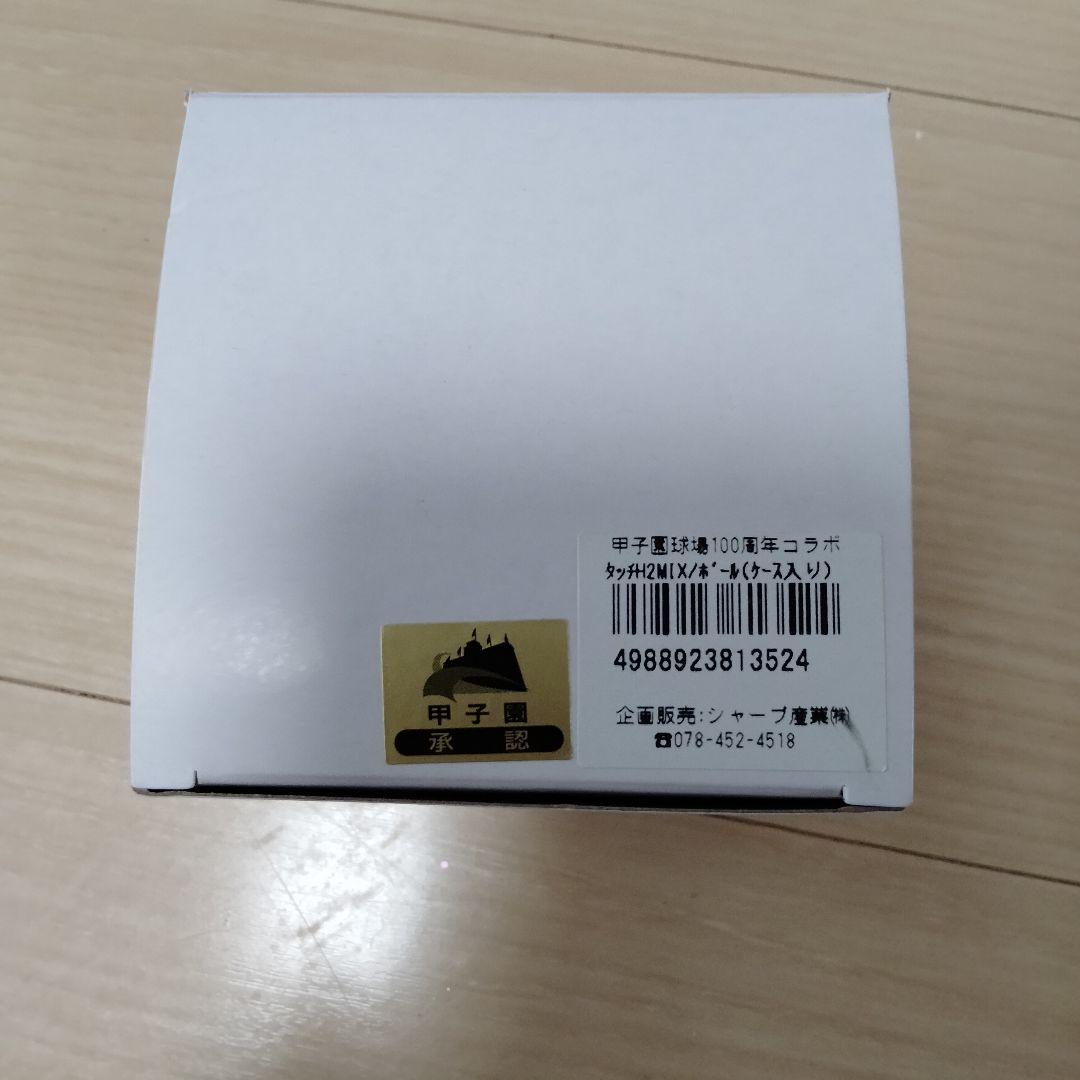 甲子園球場100周年コラボ
ﾀｯﾁH2MIX/ﾎﾞｰﾙ(ｹｰｽ入り)
4988923813524
企画販売:シャープ産業㈱
☎078-452-4518
甲子園
承認